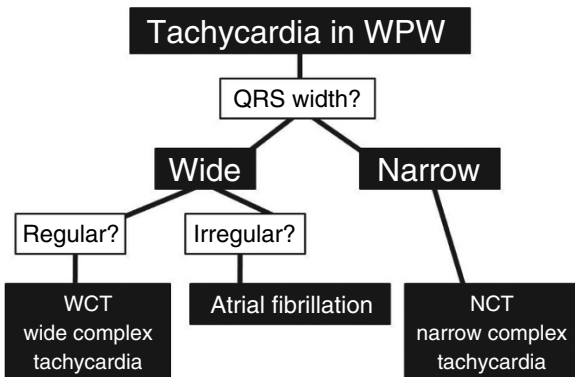 Tachycardia in WPW
QRS width?
Wide
Narrow
Regular?
Irregular?
WCT
wide complex
tachycardia
Atrial fibrillation
NCT
narrow complex
tachycardia